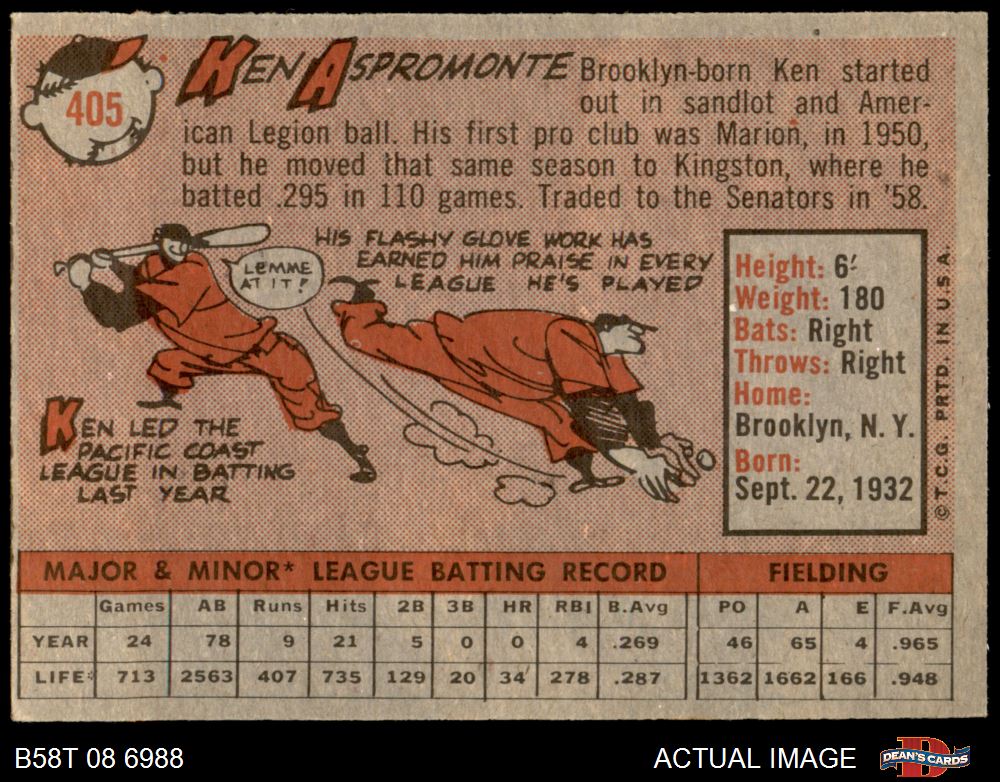 405
KEN ASPROMONTE Brooklyn-born Ken started
out in sandlot and Amer-
ican Legion ball. His first pro club was Marion, in 1950,
but he moved that same season to Kingston, where he
batted .295 in 110 games. Traded to the Senators in '58.
LEMME
AT IT!
HIS FLASHY GLOVE WORK HAS
EARNED HIM PRAISE IN EVERY
LEAGUE HE'S PLAYED
KEN LED THE
PACIFIC COAST
LEAGUE IN BATTING
LAST YEAR
Height: 6'
Weight: 180
Bats: Right
Throws: Right
Home:
Brooklyn, N. Y.
Born:
Sept. 22, 1932
© T.C.G. PRTD. IN U.S.A.
MAJOR & MINOR* LEAGUE BATTING RECORD FIELDING
Games AB Runs Hits 2B 3B HR RBI B.Avg PO A E F.Avg
YEAR 24 78 9 21 5 0 0 4 .269 46 65 4 .965
LIFE* 713 2563 407 735 129 20 34 278 .287 1362 1662 166 .948
B58T 08 6988
ACTUAL IMAGE
DEAN'S CARDS